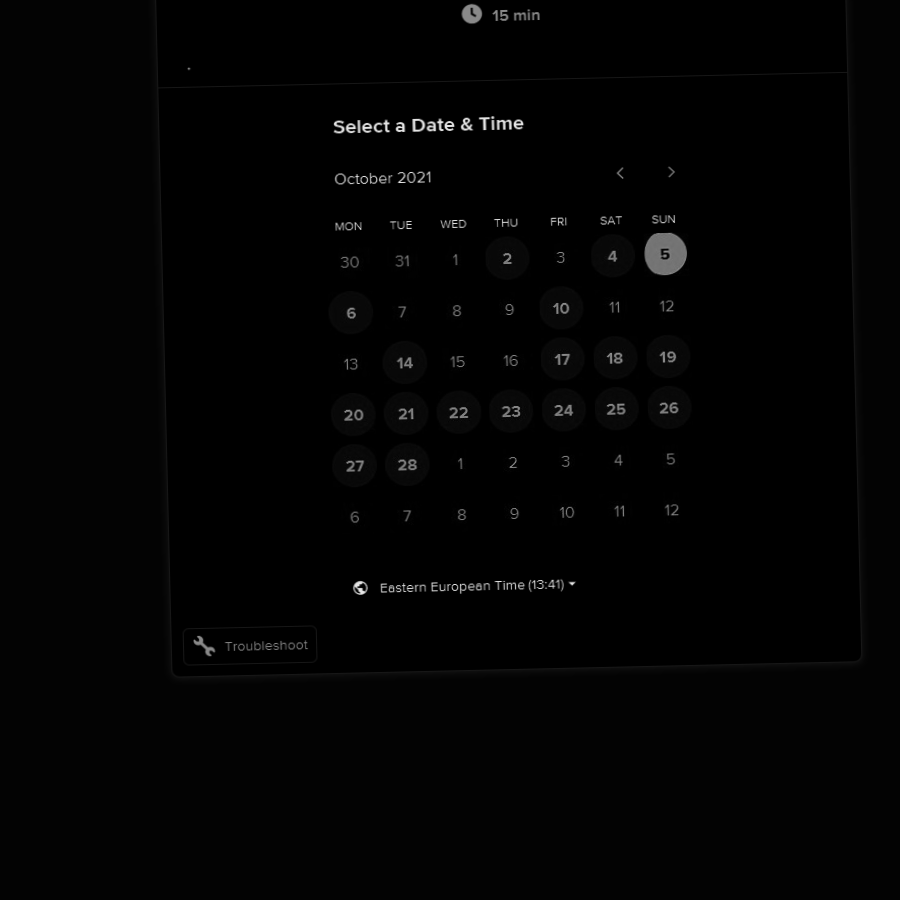 15 min
.
Select a Date & Time
October 2021
MON TUE WED THU FRI SAT SUN
30 31 1 2 3 4 5
6 7 8 9 10 11 12
13 14 15 16 17 18 19
20 21 22 23 24 25 26
27 28 1 2 3 4 5
6 7 8 9 10 11 12
Eastern European Time (13:41)
Troubleshoot